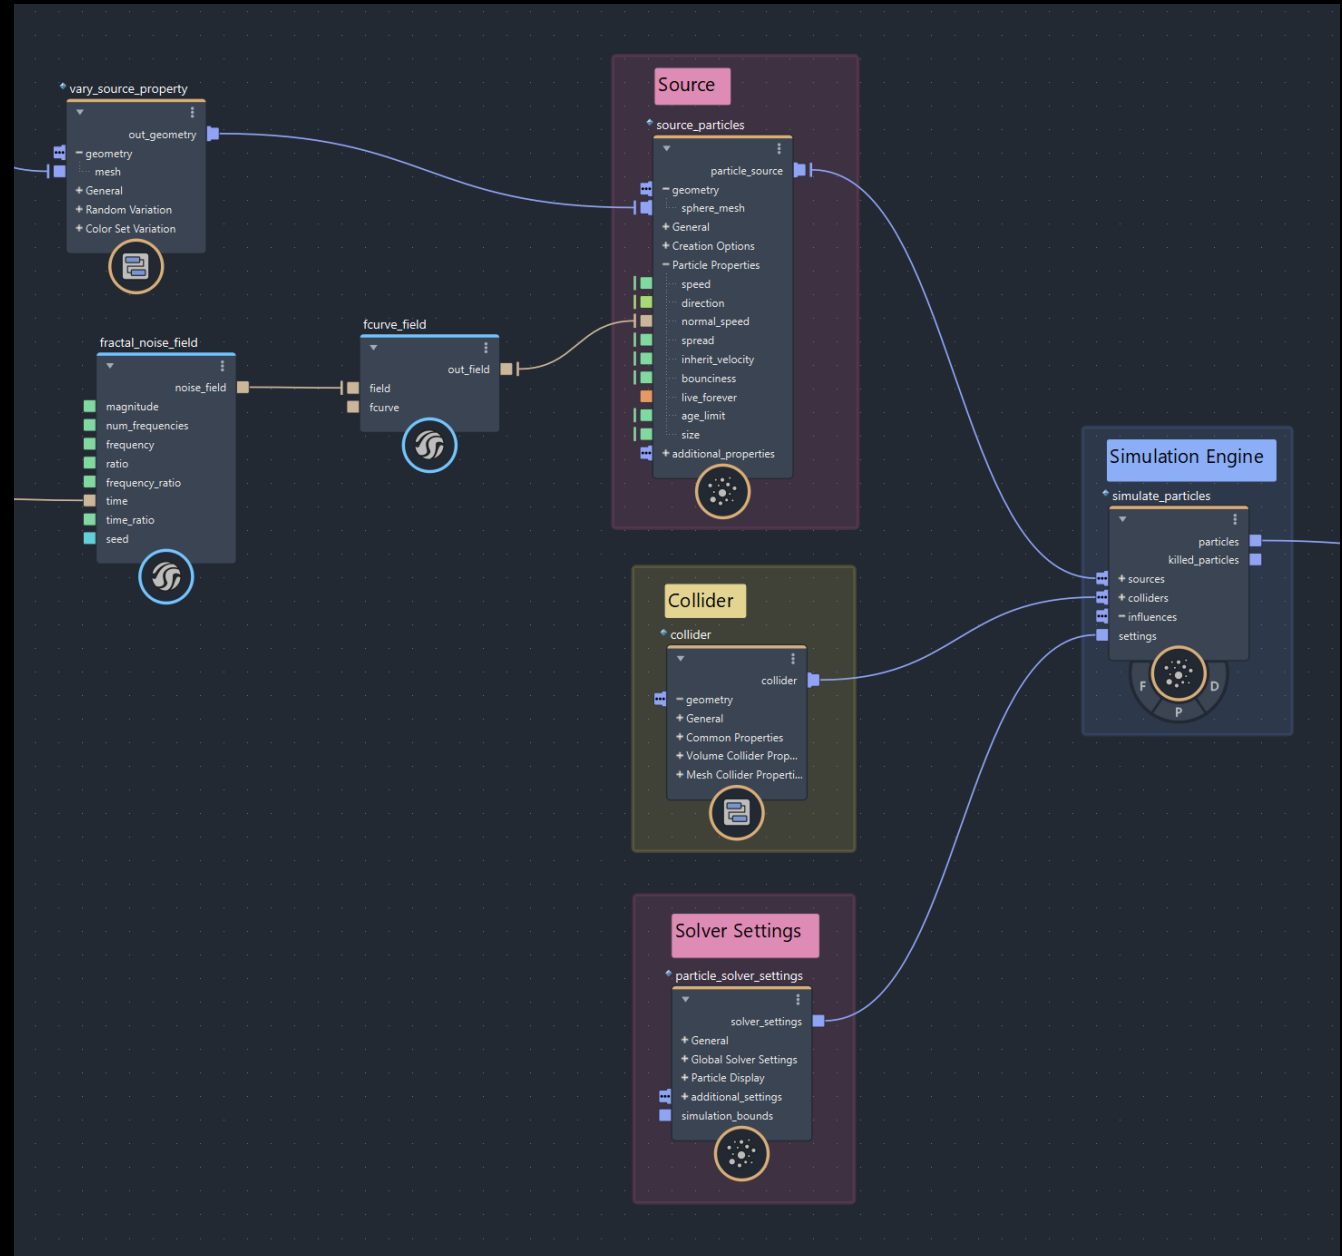 vary_source_property
out_geometry
geometry
mesh
General
Random Variation
Color Set Variation
fractal_noise_field
noise_field
magnitude
num_frequencies
frequency
ratio
frequency_ratio
time
time_ratio
seed
fcurve_field
out_field
field
fcurve
Source
source_particles
particle_source
geometry
sphere_mesh
General
Creation Options
Particle Properties
speed
direction
normal_speed
spread
inherit_velocity
bounciness
live_forever
age_limit
size
additional_properties
Collider
collider
collider
geometry
General
Common Properties
Volume Collider Prop...
Mesh Collider Properti...
Solver Settings
particle_solver_settings
solver_settings
General
Global Solver Settings
Particle Display
additional_settings
simulation_bounds
Simulation Engine
simulate_particles
particles
killed_particles
sources
colliders
influences
settings
F
D
P